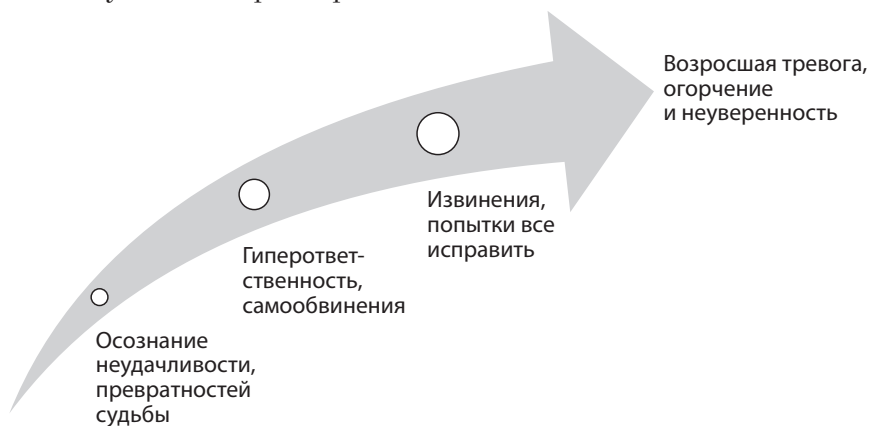 Возросшая тревога,
огорчение
и неуверенность
Извинения,
попытки все
исправить
Гиперответ-
ственность,
самообвинения
Осознание
неудачливости,
превратностей
судьбы